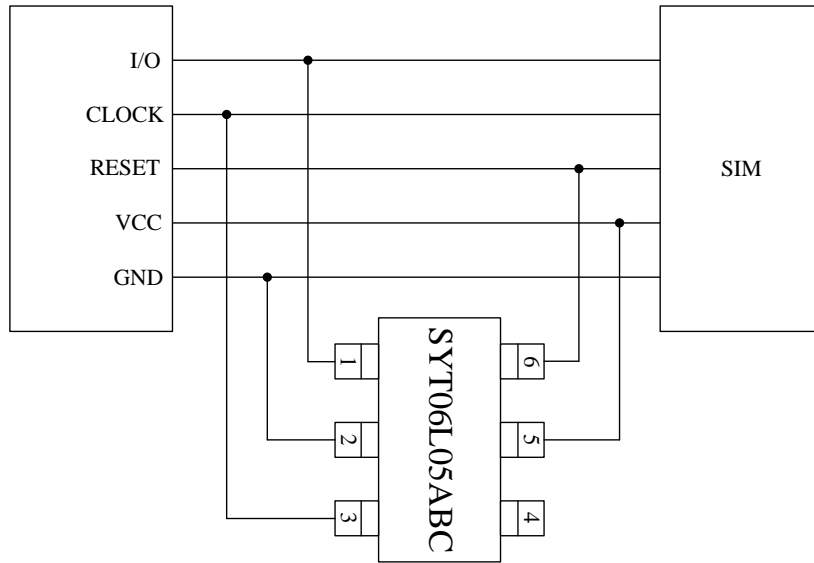 I/O
CLOCK
RESET
VCC
GND
SIM
SYT06L05ABC
1
2
3
6
5
4